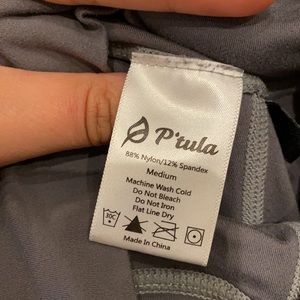 P'tula
88% Nylon/12% Spandex
Medium
Machine Wash Cold
Do Not Bleach
Do Not Iron
Flat Line Dry
30C
Made In China